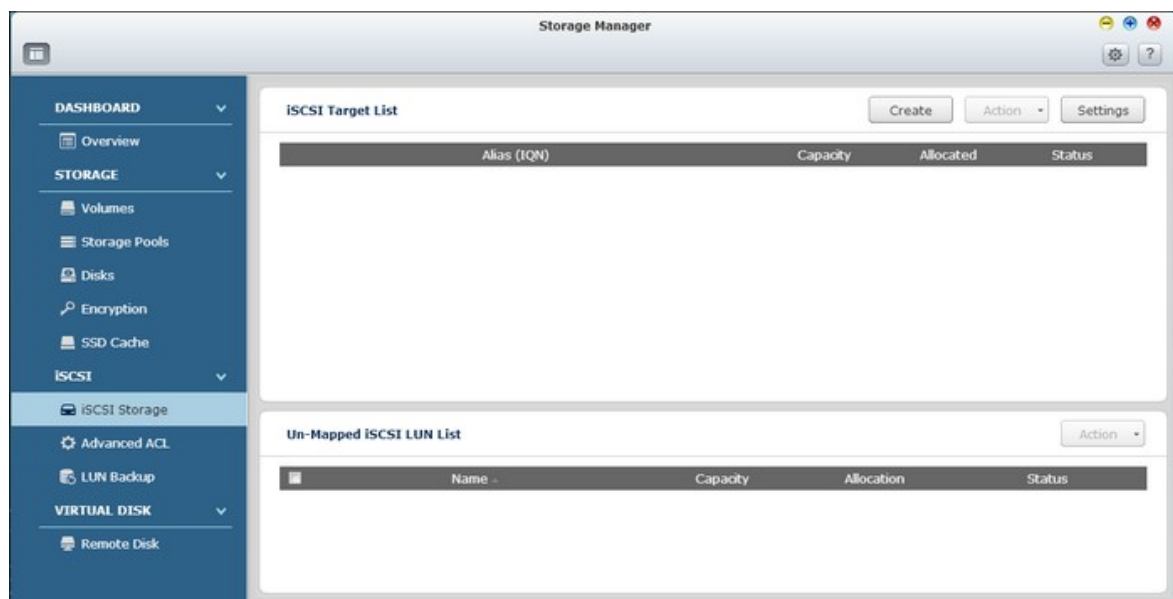 Storage Manager
?
DASHBOARD
Overview
STORAGE
Volumes
Storage Pools
Disks
Encryption
SSD Cache
iSCSI
iSCSI Storage
Advanced ACL
LUN Backup
VIRTUAL DISK
Remote Disk
iSCSI Target List Create Action Settings
Alias (IQN) Capacity Allocated Status
Un-Mapped iSCSI LUN List Action
Name Capacity Allocation Status